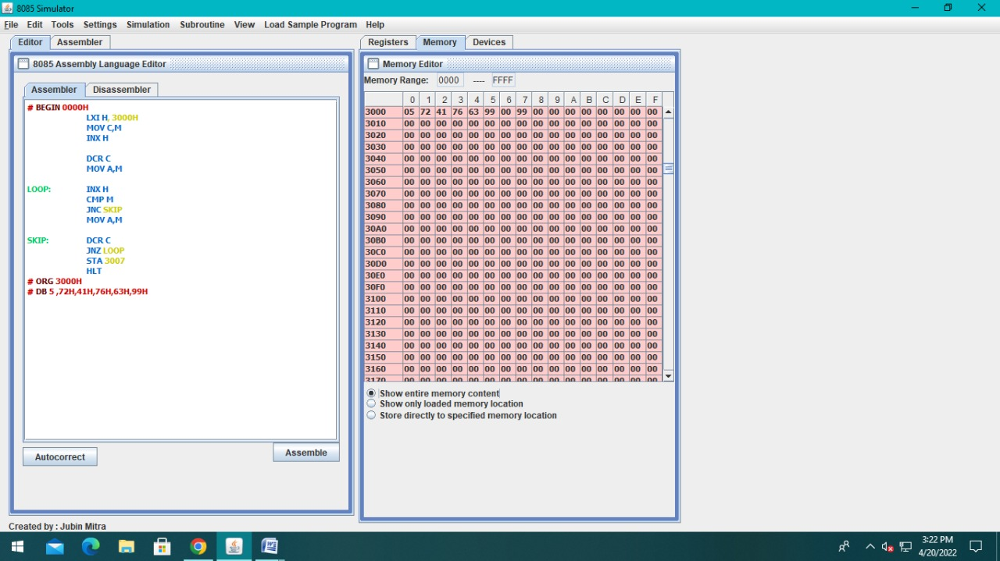 8085 Simulator
File Edit Tools Settings Simulation Subroutine View Load Sample Program Help
Editor Assembler
8085 Assembly Language Editor
Assembler Disassembler
# BEGIN 0000H
LXI H, 3000H
MOV C,M
INX H
DCR C
MOV A,M
LOOP: INX H
CMP M
JNC SKIP
MOV A,M
SKIP: DCR C
JNZ LOOP
STA 3007
HLT
# ORG 3000H
# DB 5 ,72H,41H,76H,63H,99H
Autocorrect
Assemble
Registers Memory Devices
Memory Editor
Memory Range: 0000 ---- FFFF
0 1 2 3 4 5 6 7 8 9 A B C D E F
3000 05 72 41 76 63 99 00 99 00 00 00 00 00 00 00 00
3010 00 00 00 00 00 00 00 00 00 00 00 00 00 00 00 00
3020 00 00 00 00 00 00 00 00 00 00 00 00 00 00 00 00
3030 00 00 00 00 00 00 00 00 00 00 00 00 00 00 00 00
3040 00 00 00 00 00 00 00 00 00 00 00 00 00 00 00 00
3050 00 00 00 00 00 00 00 00 00 00 00 00 00 00 00 00
3060 00 00 00 00 00 00 00 00 00 00 00 00 00 00 00 00
3070 00 00 00 00 00 00 00 00 00 00 00 00 00 00 00 00
3080 00 00 00 00 00 00 00 00 00 00 00 00 00 00 00 00
3090 00 00 00 00 00 00 00 00 00 00 00 00 00 00 00 00
30A0 00 00 00 00 00 00 00 00 00 00 00 00 00 00 00 00
30B0 00 00 00 00 00 00 00 00 00 00 00 00 00 00 00 00
30C0 00 00 00 00 00 00 00 00 00 00 00 00 00 00 00 00
30D0 00 00 00 00 00 00 00 00 00 00 00 00 00 00 00 00
30E0 00 00 00 00 00 00 00 00 00 00 00 00 00 00 00 00
30F0 00 00 00 00 00 00 00 00 00 00 00 00 00 00 00 00
3100 00 00 00 00 00 00 00 00 00 00 00 00 00 00 00 00
3110 00 00 00 00 00 00 00 00 00 00 00 00 00 00 00 00
3120 00 00 00 00 00 00 00 00 00 00 00 00 00 00 00 00
3130 00 00 00 00 00 00 00 00 00 00 00 00 00 00 00 00
3140 00 00 00 00 00 00 00 00 00 00 00 00 00 00 00 00
3150 00 00 00 00 00 00 00 00 00 00 00 00 00 00 00 00
3160 00 00 00 00 00 00 00 00 00 00 00 00 00 00 00 00
3170 00 00 00 00 00 00 00 00 00 00 00 00 00 00 00 00
Show entire memory content
Show only loaded memory location
Store directly to specified memory location
Created by : Jubin Mitra
3:22 PM
4/20/2022